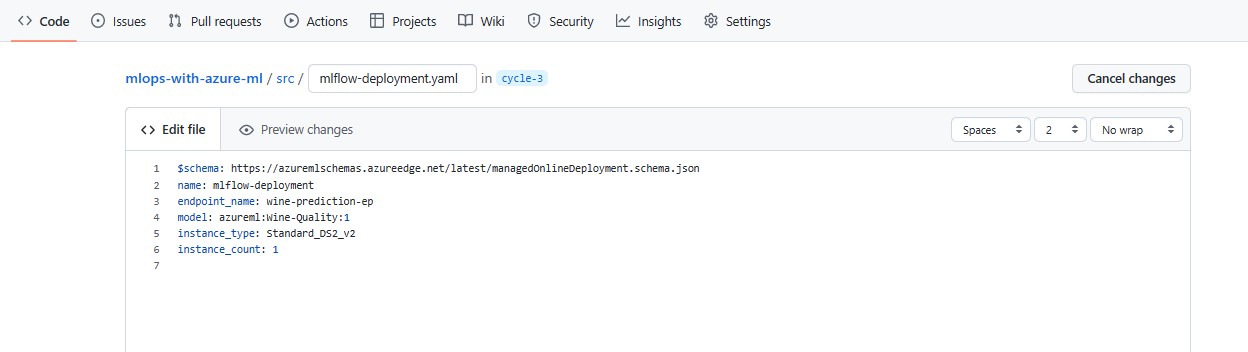 Code Issues Pull requests Actions Projects Wiki Security Insights Settings
mlops-with-azure-ml / src / mlflow-deployment.yaml in cycle-3 Cancel changes
Edit file Preview changes Spaces 2 No wrap
1 $schema: https://azuremlschemas.azureedge.net/latest/managedOnlineDeployment.schema.json
2 name: mlflow-deployment
3 endpoint_name: wine-prediction-ep
4 model: azureml:Wine-Quality:1
5 instance_type: Standard_DS2_v2
6 instance_count: 1
7